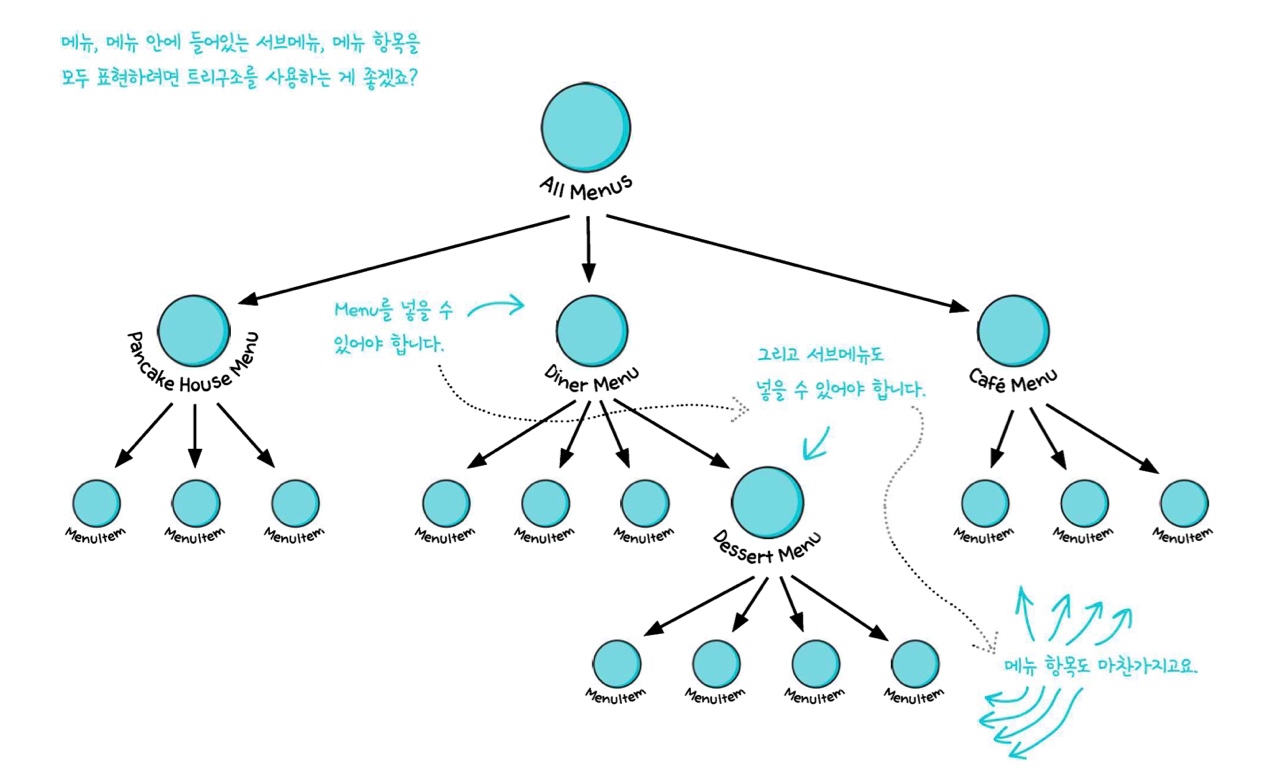 메뉴, 메뉴 안에 들어있는 서브메뉴, 메뉴 항목을
모두 표현하려면 트리구조를 사용하는 게 좋겠죠?
All Menus
Menu를 넣을 수
있어야 합니다.
Pancake House Menu
Diner Menu
그리고 서브메뉴도
넣을 수 있어야 합니다.
Café Menu
MenuItem
MenuItem
MenuItem
MenuItem
MenuItem
MenuItem
Dessert Menu
MenuItem
MenuItem
MenuItem
MenuItem
MenuItem
MenuItem
MenuItem
메뉴 항목도 마찬가지고요.